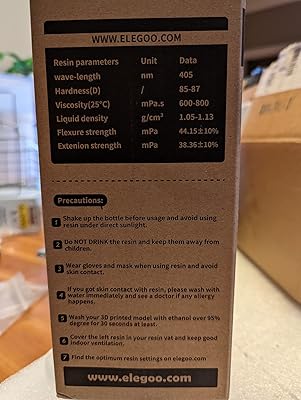 WWW.ELEGOO.COM
Resin parameters Unit Data
wave-length nm 405
Hardness(D) / 85-87
Viscosity(25°C) mPa.s 600-800
Liquid density g/cm³ 1.05-1.13
Flexure strength mPa 44.15±10%
Extenion strength mPa 38.36±10%
Precautions:
1 Shake up the bottle before usage and avoid using
resin under direct sunlight.
2 Do NOT DRINK the resin and keep them away from
children.
3 Wear gloves and mask when using resin and avoid
skin contact.
4 If you got skin contact with resin, please wash with
water immediately and see a doctor if any allergy
happens.
5 Wash your 3D printed model with ethanol over 95%
degree for 30 seconds at least.
6 Cover the left resin in your resin vat and keep good
indoor ventilation.
7 Find the optimum resin settings on elegoo.com
www.elegoo.com